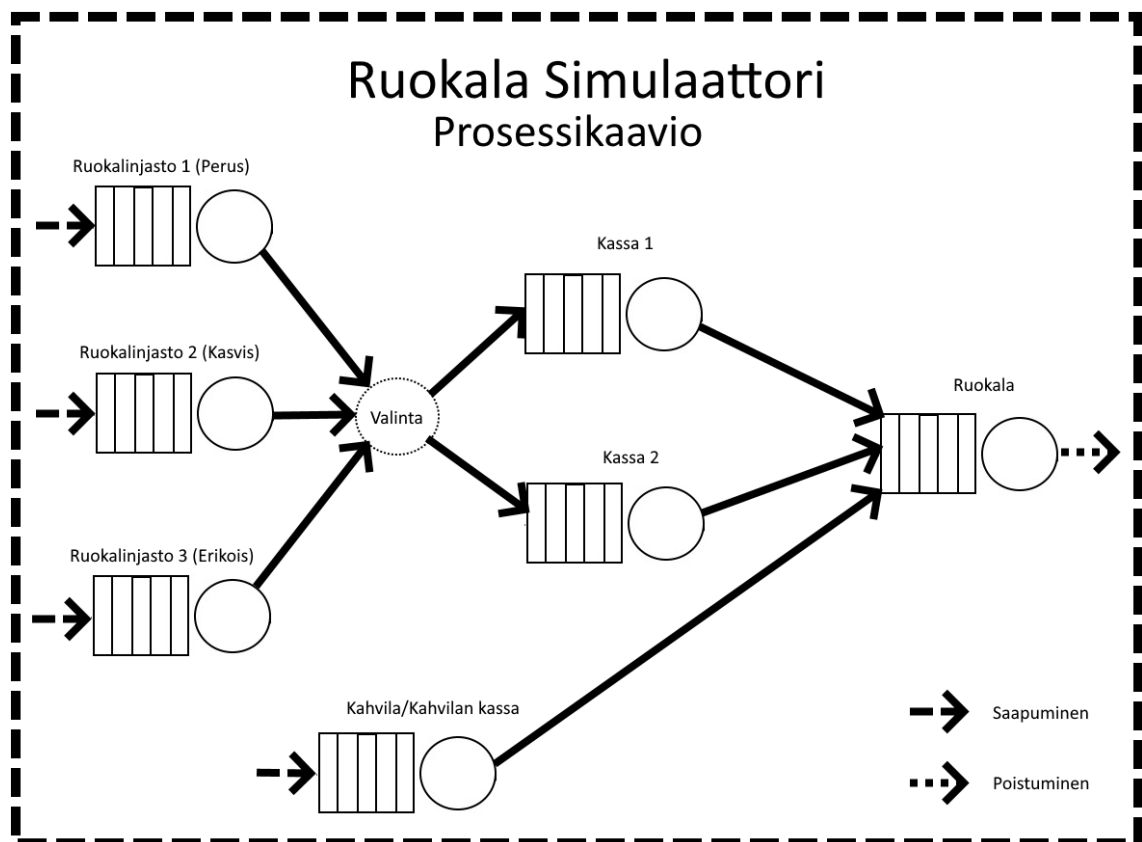 Ruokala Simulaattori
Prosessikaavio
Ruokalinjasto 1 (Perus)
Kassa 1
Ruokalinjasto 2 (Kasvis)
Ruokala
Valinta
Kassa 2
Ruokalinjasto 3 (Erikois)
Kahvila/Kahvilan kassa
Saapuminen
Poistuminen